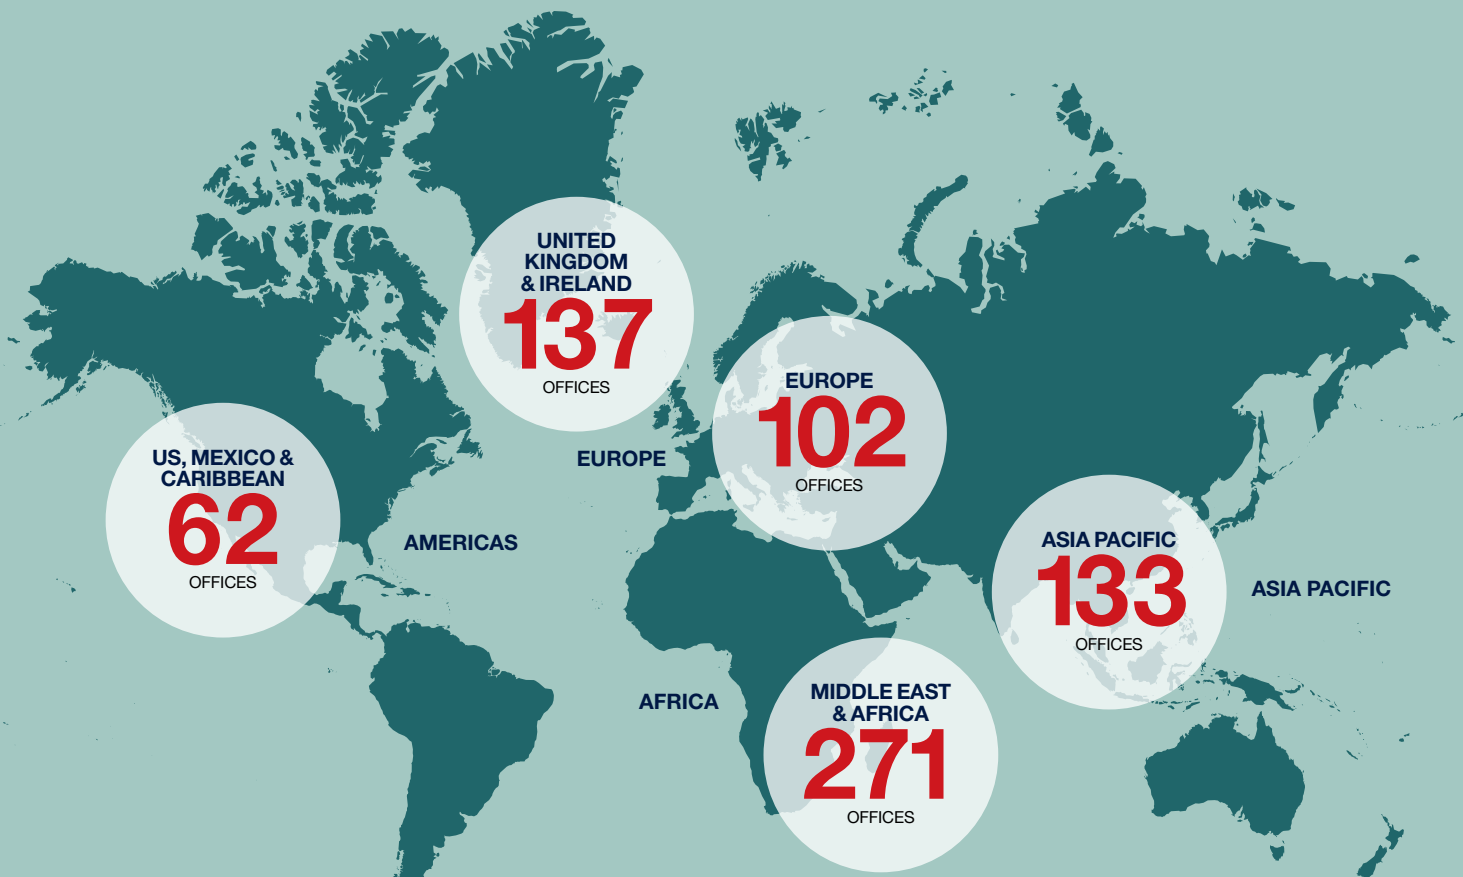 UNITED
KINGDOM
& IRELAND
137
OFFICES
EUROPE
102
OFFICES
EUROPE
US, MEXICO &
CARIBBEAN
62
OFFICES
AMERICAS
ASIA PACIFIC
133
OFFICES
ASIA PACIFIC
AFRICA
MIDDLE EAST
& AFRICA
271
OFFICES